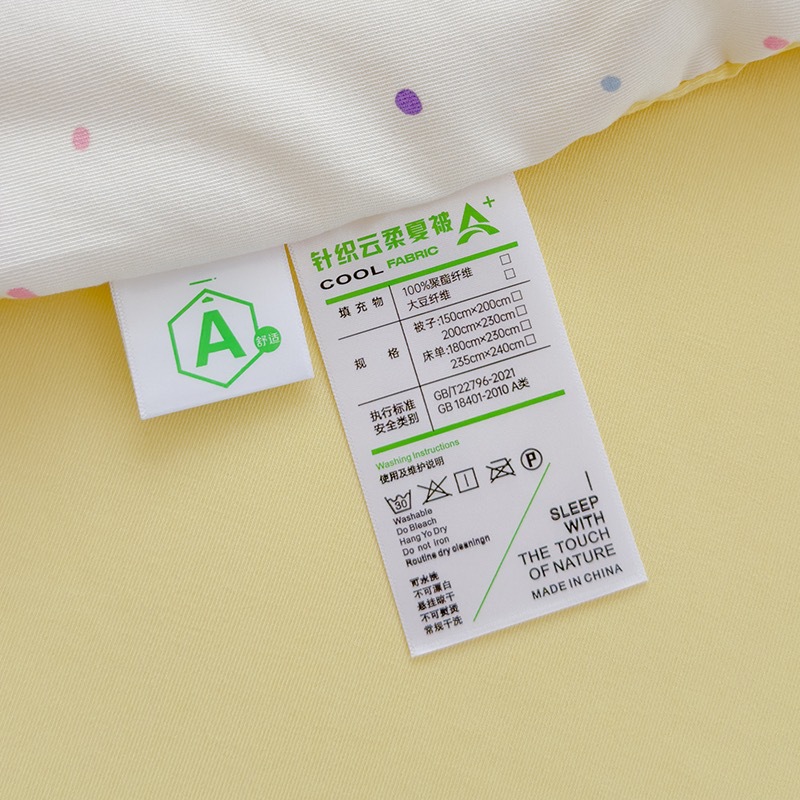 A
舒适
针织云柔夏被 A+
COOL FABRIC
填充物 100%聚酯纤维□
大豆纤维 □
规格 被子:150cm×200cm□
200cm×230cm□
床单:180cm×230cm□
235cm×240cm□
执行标准 GB/T22796-2021
安全类别 GB 18401-2010 A类
Washing Instructions
使用及维护说明
30 P
Washable
Do Bleach
Hang Yo Dry
Do not Iron
Routine dry oleaningn
可水洗
不可漂白
悬挂晾干
不可熨烫
常规干洗
SLEEP
WITH
THE TOUCH
OF NATURE
MADE IN CHINA